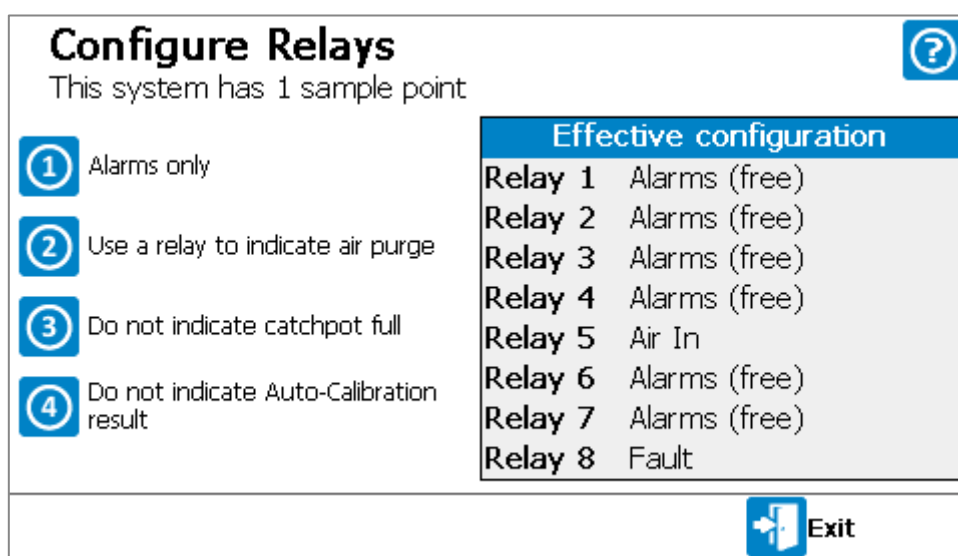 Configure Relays
This system has 1 sample point
?
1 Alarms only
2 Use a relay to indicate air purge
3 Do not indicate catchpot full
4 Do not indicate Auto-Calibration
result
Effective configuration
Relay 1 Alarms (free)
Relay 2 Alarms (free)
Relay 3 Alarms (free)
Relay 4 Alarms (free)
Relay 5 Air In
Relay 6 Alarms (free)
Relay 7 Alarms (free)
Relay 8 Fault
Exit